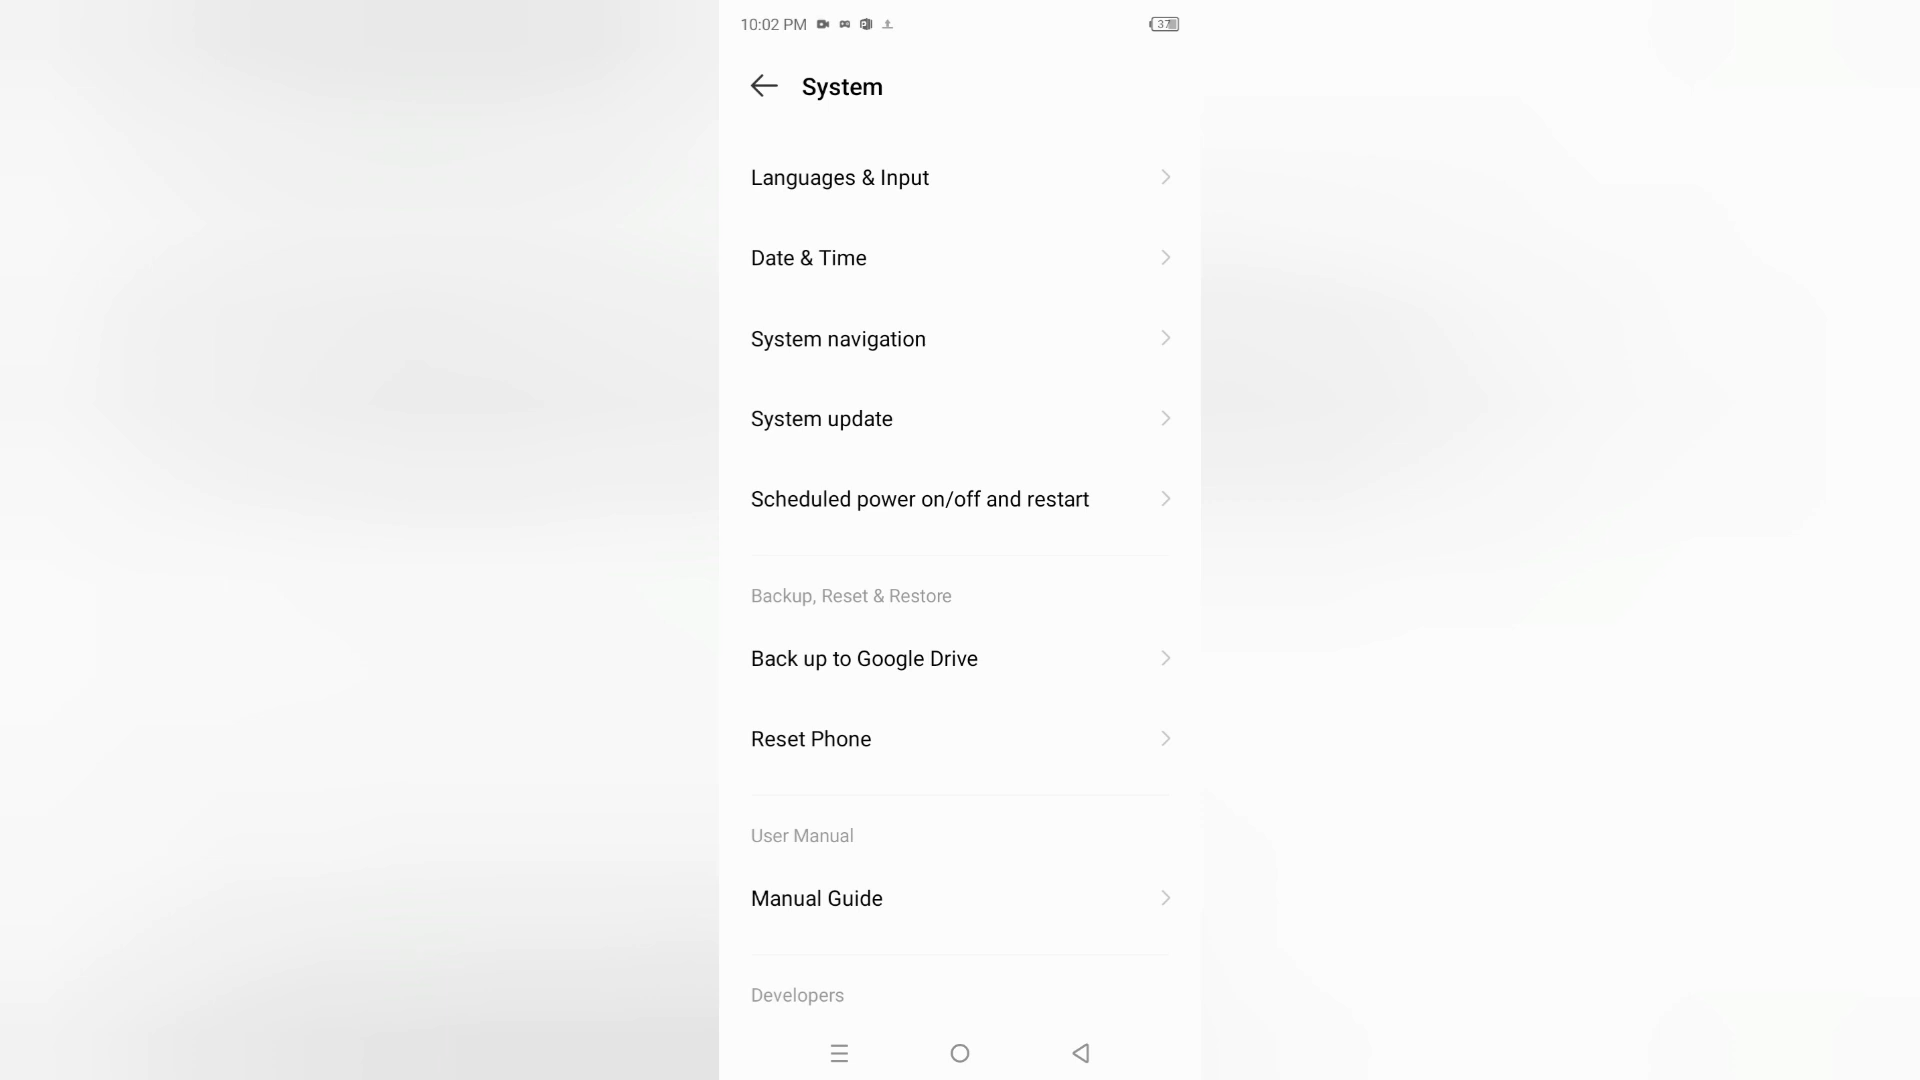 10:02 PM
37
System
Languages & Input
Date & Time
System navigation
System update
Scheduled power on/off and restart
Backup, Reset & Restore
Back up to Google Drive
Reset Phone
User Manual
Manual Guide
Developers